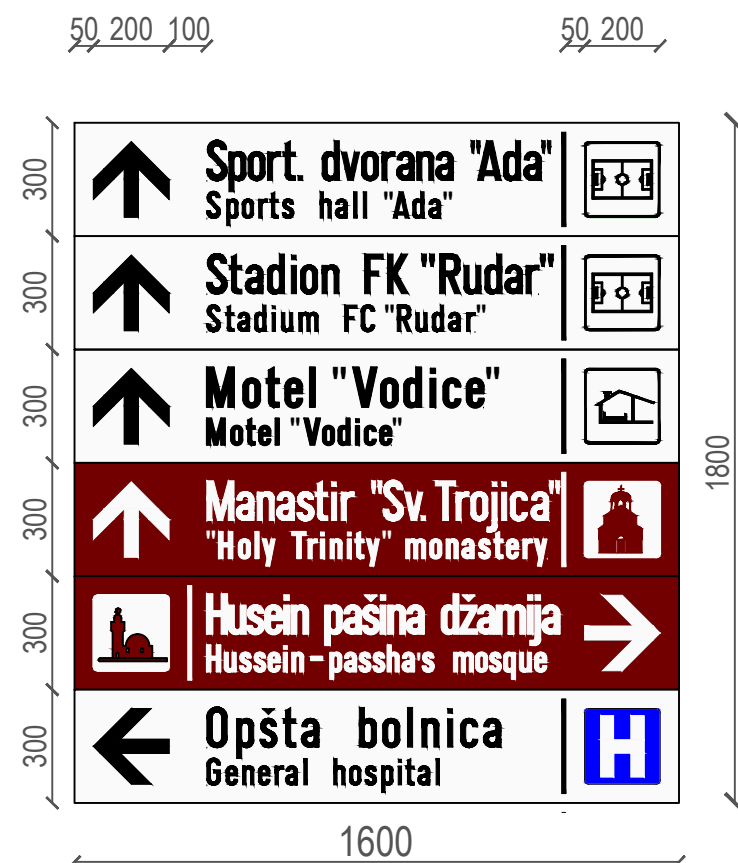 50 200 100 50 200
300
Sport. dvorana "Ada"
Sports hall "Ada"
300
Stadion FK "Rudar"
Stadium FC "Rudar"
300
Motel "Vodice"
Motel "Vodice"
1800
300
Manastir "Sv. Trojica"
"Holy Trinity" monastery
300
Husein pašina džamija
Hussein-passha's mosque
300
Opšta bolnica
General hospital
H
1600